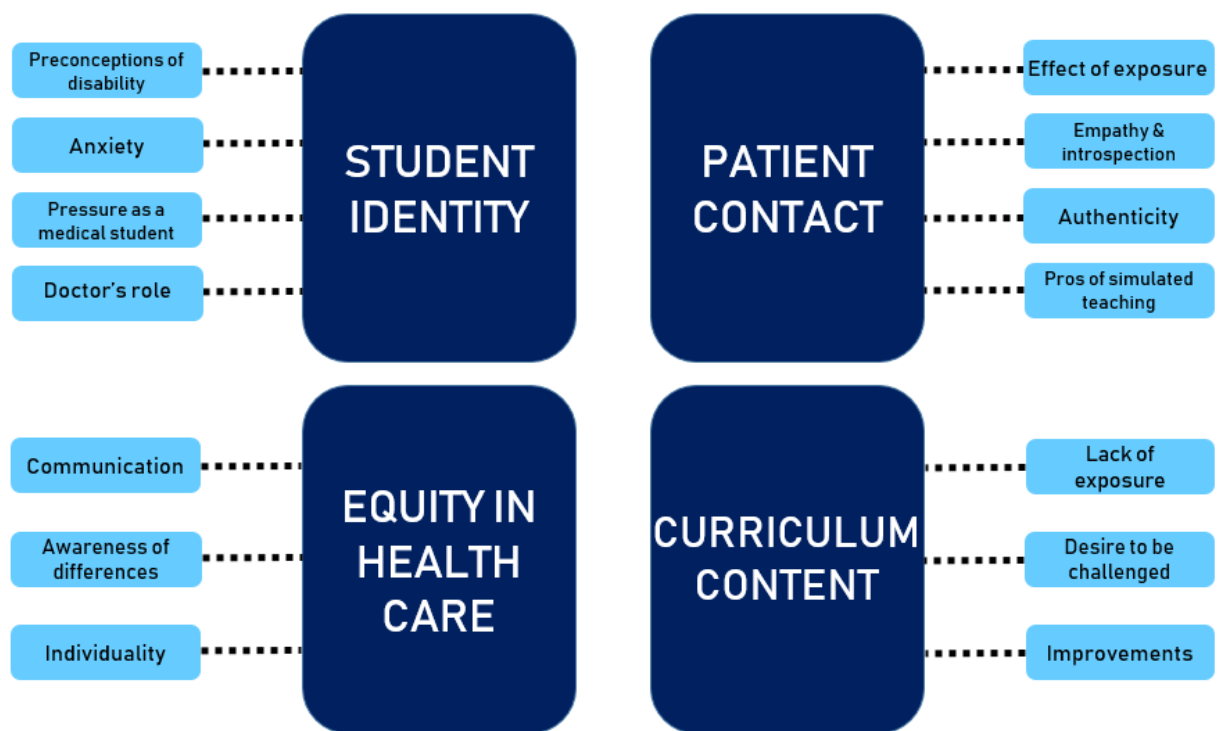 Preconceptions of
disability
Anxiety
Pressure as a
medical student
Doctor's role
STUDENT
IDENTITY
PATIENT
CONTACT
Effect of exposure
Empathy &
introspection
Authenticity
Pros of simulated
teaching
Communication
Awareness of
differences
Individuality
EQUITY IN
HEALTH
CARE
CURRICULUM
CONTENT
Lack of
exposure
Desire to be
challenged
Improvements